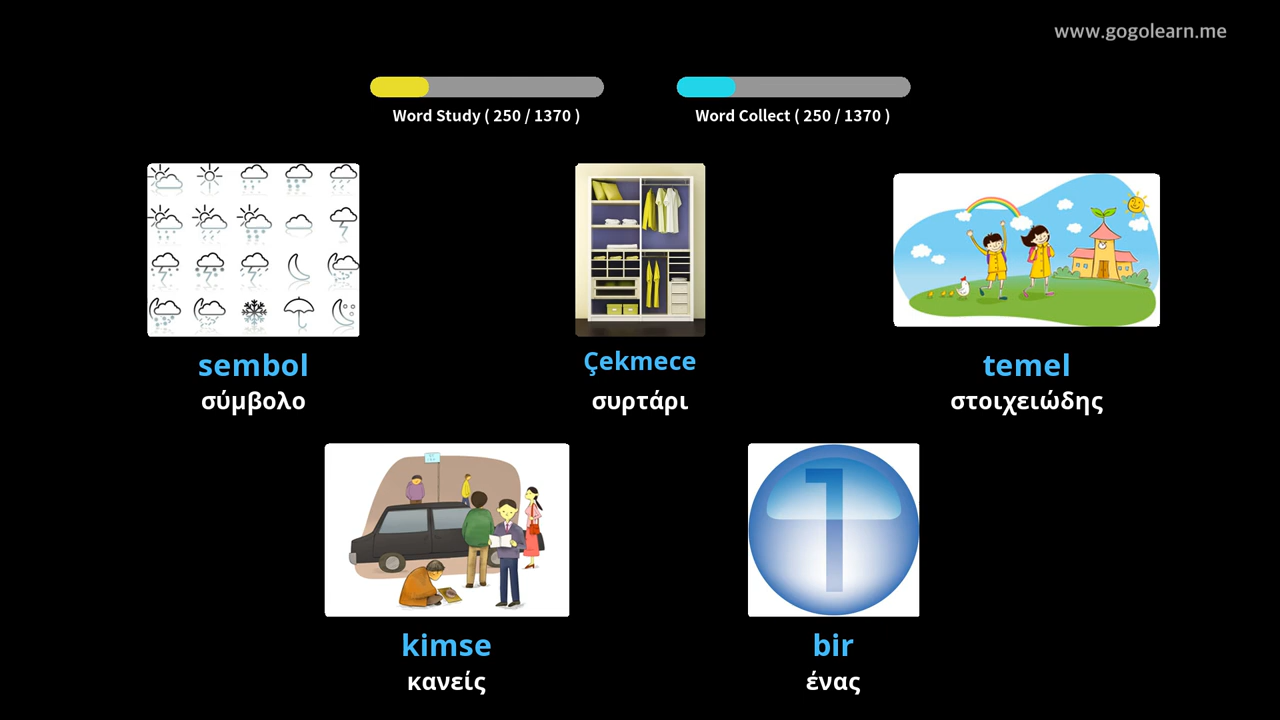 www.gogolearn.me
Word Study ( 250 / 1370 )
Word Collect ( 250 / 1370 )
sembol
σύμβολο
Çekmece
συρτάρι
temel
στοιχειώδης
kimse
κανείς
1
bir
ένας